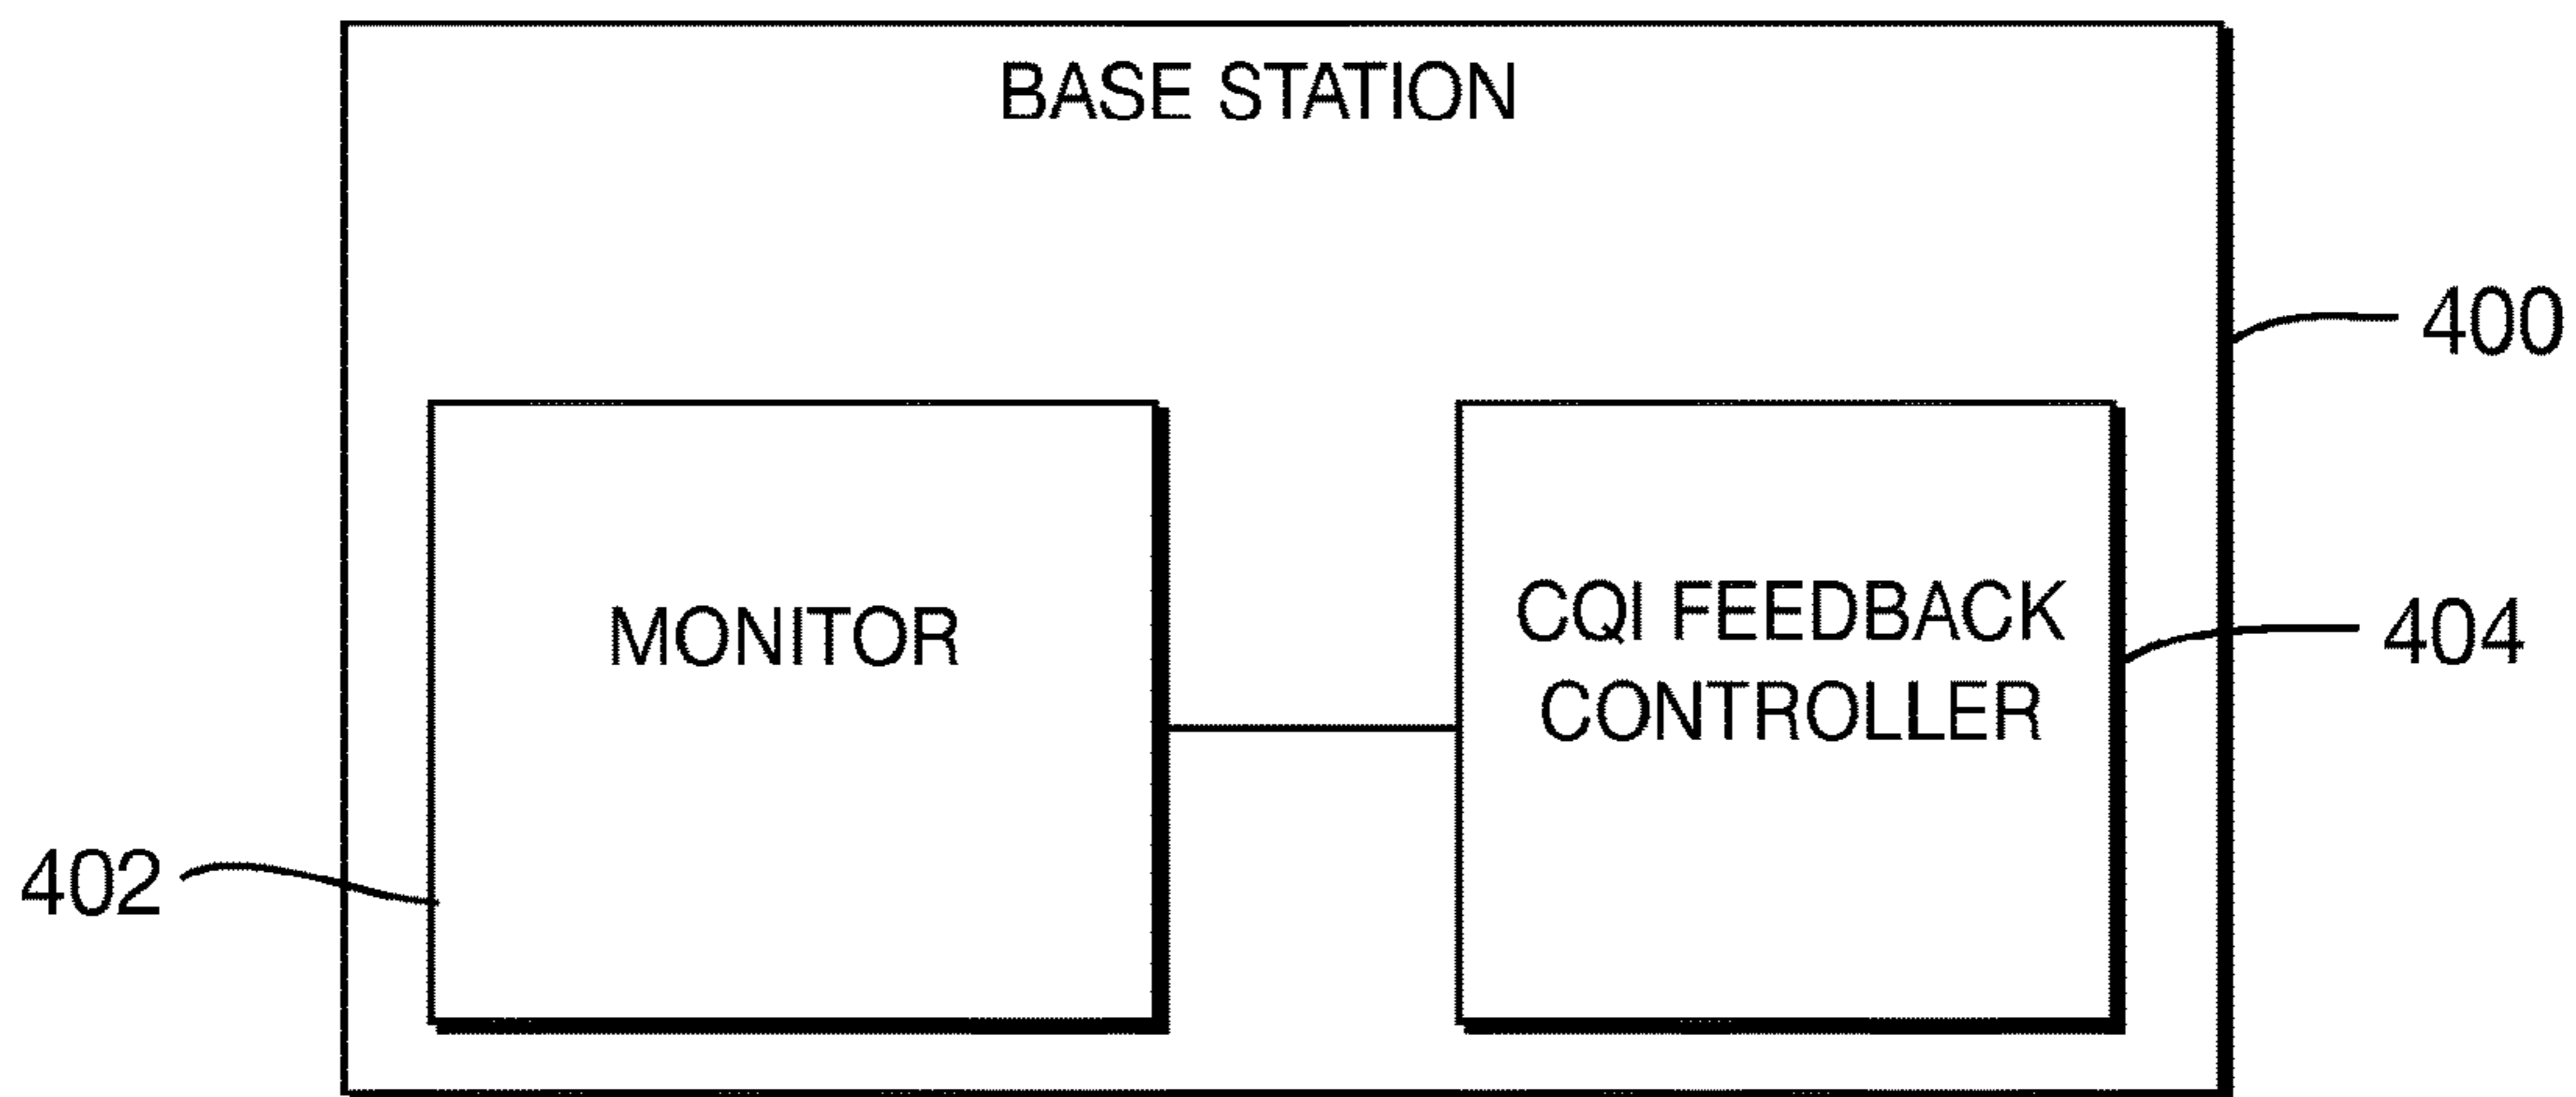 BASE STATION
400
MONITOR
CQI FEEDBACK
CONTROLLER
404
402